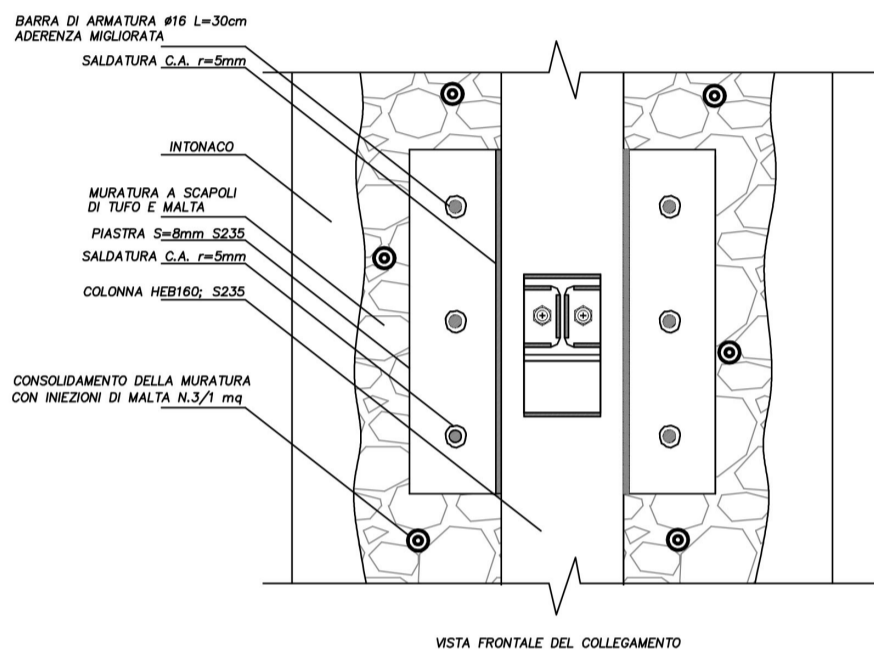 BARRA DI ARMATURA ø16 L=30cm
ADERENZA MIGLIORATA
SALDATURA C.A. r=5mm
INTONACO
MURATURA A SCAPOLI
DI TUFO E MALTA
PIASTRA S=8mm S235
SALDATURA C.A. r=5mm
COLONNA HEB160; S235
CONSOLIDAMENTO DELLA MURATURA
CON INIEZIONI DI MALTA N.3/1 mq
VISTA FRONTALE DEL COLLEGAMENTO